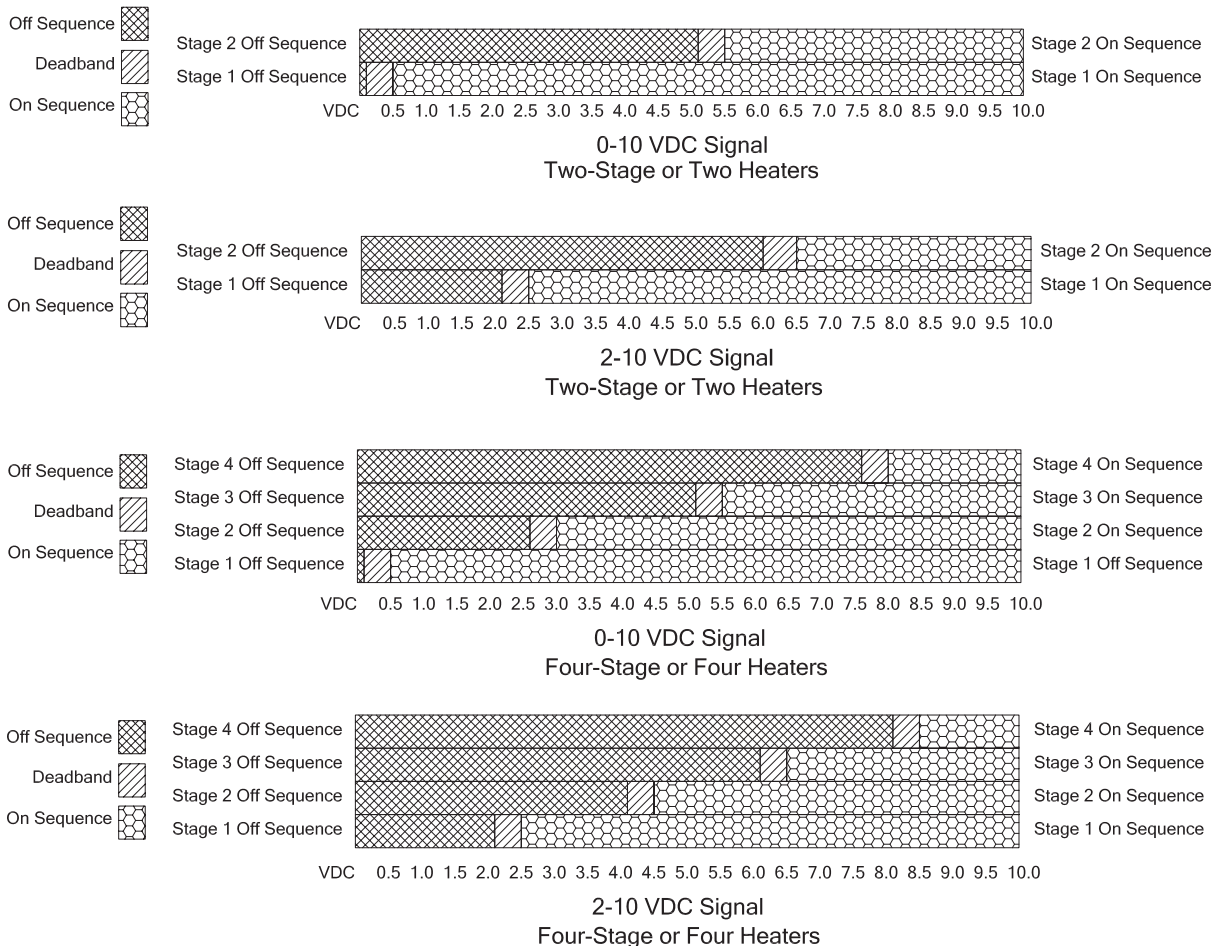 Off Sequence
Deadband
On Sequence
Stage 2 Off Sequence
Stage 2 On Sequence
Stage 1 Off Sequence
Stage 1 On Sequence
VDC 0.5 1.0 1.5 2.0 2.5 3.0 3.5 4.0 4.5 5.0 5.5 6.0 6.5 7.0 7.5 8.0 8.5 9.0 9.5 10.0
0-10 VDC Signal
Two-Stage or Two Heaters
Off Sequence
Deadband
On Sequence
Stage 2 Off Sequence
Stage 2 On Sequence
Stage 1 Off Sequence
Stage 1 On Sequence
VDC 0.5 1.0 1.5 2.0 2.5 3.0 3.5 4.0 4.5 5.0 5.5 6.0 6.5 7.0 7.5 8.0 8.5 9.0 9.5 10.0
2-10 VDC Signal
Two-Stage or Two Heaters
Off Sequence
Deadband
On Sequence
Stage 4 Off Sequence
Stage 4 On Sequence
Stage 3 Off Sequence
Stage 3 On Sequence
Stage 2 Off Sequence
Stage 2 On Sequence
Stage 1 Off Sequence
Stage 1 Off Sequence
VDC 0.5 1.0 1.5 2.0 2.5 3.0 3.5 4.0 4.5 5.0 5.5 6.0 6.5 7.0 7.5 8.0 8.5 9.0 9.5 10.0
0-10 VDC Signal
Four-Stage or Four Heaters
Off Sequence
Deadband
On Sequence
Stage 4 Off Sequence
Stage 4 On Sequence
Stage 3 Off Sequence
Stage 3 On Sequence
Stage 2 Off Sequence
Stage 2 On Sequence
Stage 1 Off Sequence
Stage 1 On Sequence
VDC 0.5 1.0 1.5 2.0 2.5 3.0 3.5 4.0 4.5 5.0 5.5 6.0 6.5 7.0 7.5 8.0 8.5 9.0 9.5 10.0
2-10 VDC Signal
Four-Stage or Four Heaters